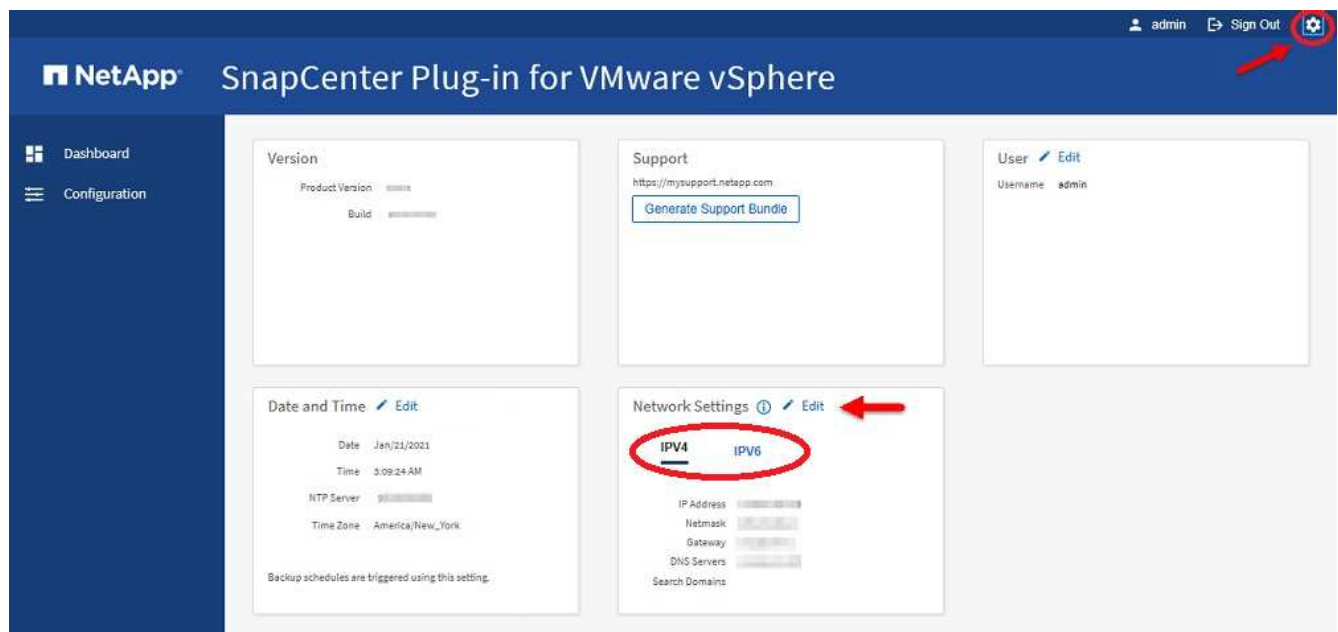 admin Sign Out
NetApp SnapCenter Plug-in for VMware vSphere
Dashboard
Configuration
Version
Product Version
Build
Support
https://mysupport.netapp.com
Generate Support Bundle
User Edit
Username admin
Date and Time Edit
Date Jan/21/2021
Time 3:09:24 AM
NTP Server
Time Zone America/New_York
Backup schedules are triggered using this setting.
Network Settings Edit
IPV4 IPV6
IP Address
Netmask
Gateway
DNS Servers
Search Domains